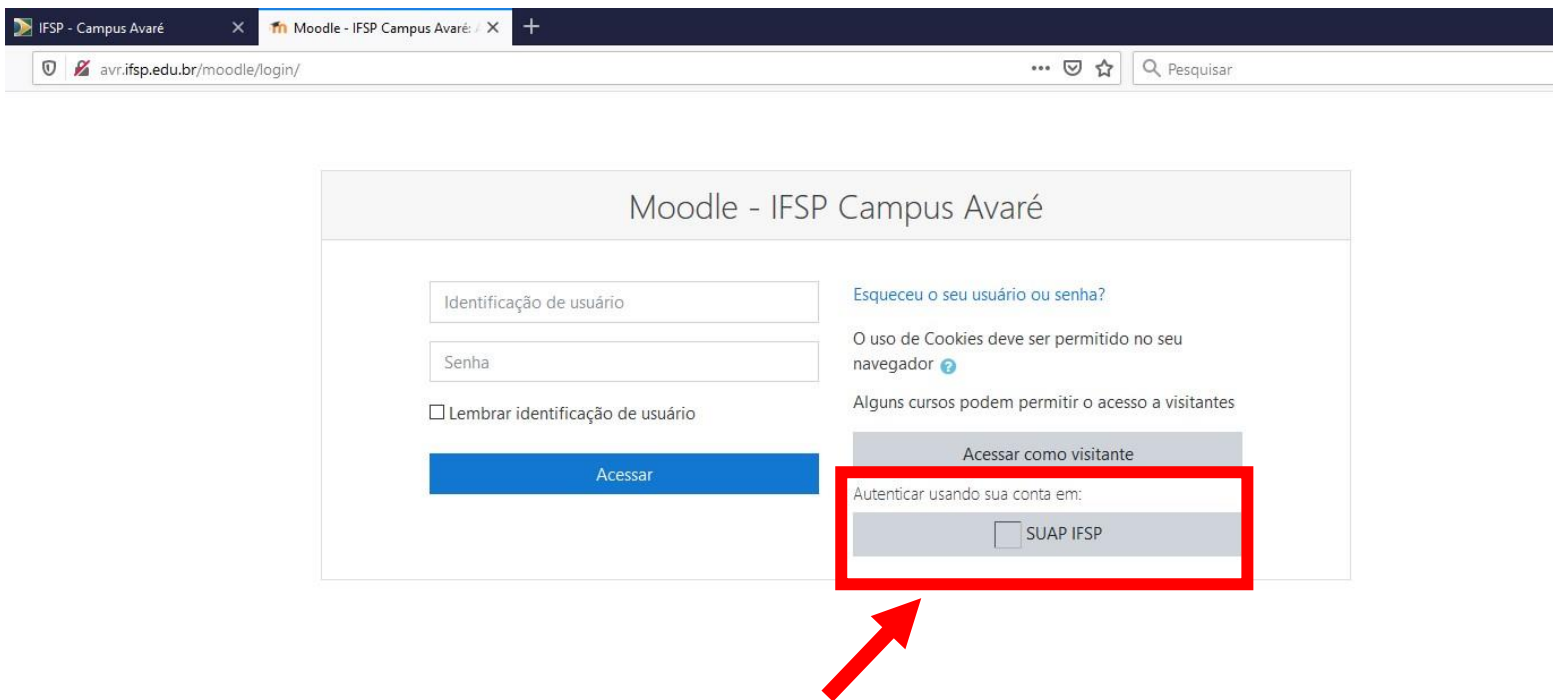 IFSP - Campus Avaré
Moodle - IFSP Campus Avaré:
avr.ifsp.edu.br/moodle/login/
Pesquisar
Moodle - IFSP Campus Avaré
Identificação de usuário
Senha
Lembrar identificação de usuário
Acessar
Esqueceu o seu usuário ou senha?
O uso de Cookies deve ser permitido no seu
navegador ?
Alguns cursos podem permitir o acesso a visitantes
Acessar como visitante
Autenticar usando sua conta em:
SUAP IFSP